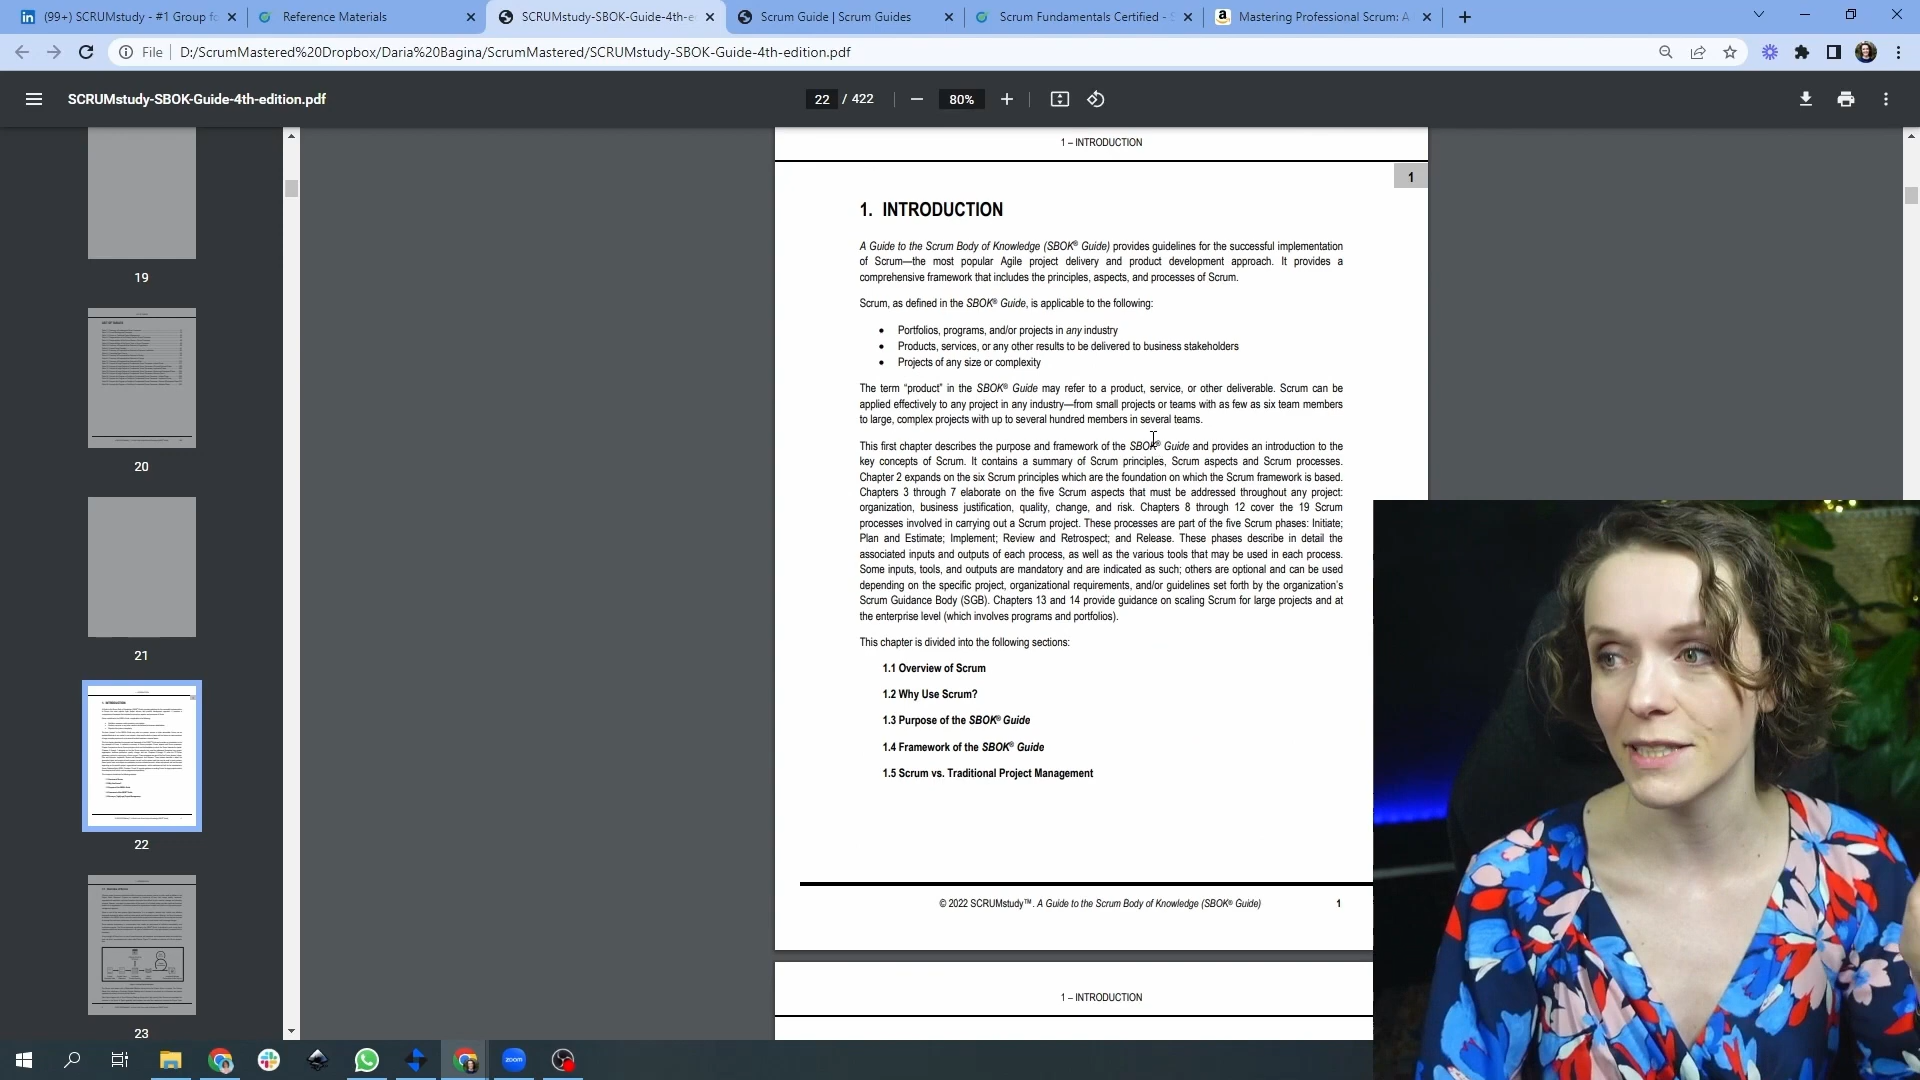 (99+) SCRUMstudy - #1 Group fo
Reference Materials
SCRUMstudy-SBOK-Guide-4th-e
Scrum Guide | Scrum Guides
Scrum Fundamentals Certified - S
Mastering Professional Scrum: A
File
D:/ScrumMastered%20Dropbox/Daria%20Bagina/ScrumMastered/SCRUMstudy-SBOK-Guide-4th-edition.pdf
SCRUMstudy-SBOK-Guide-4th-edition.pdf
22 / 422
80%
19
20
21
22
23
1 – INTRODUCTION
1
1. INTRODUCTION
A Guide to the Scrum Body of Knowledge (SBOK® Guide) provides guidelines for the successful implementation
of Scrum—the most popular Agile project delivery and product development approach. It provides a
comprehensive framework that includes the principles, aspects, and processes of Scrum.
Scrum, as defined in the SBOK® Guide, is applicable to the following:
• Portfolios, programs, and/or projects in any industry
• Products, services, or any other results to be delivered to business stakeholders
• Projects of any size or complexity
The term “product” in the SBOK® Guide may refer to a product, service, or other deliverable. Scrum can be
applied effectively to any project in any industry—from small projects or teams with as few as six team members
to large, complex projects with up to several hundred members in several teams.
This first chapter describes the purpose and framework of the SBOK® Guide and provides an introduction to the
key concepts of Scrum. It contains a summary of Scrum principles, Scrum aspects and Scrum processes.
Chapter 2 expands on the six Scrum principles which are the foundation on which the Scrum framework is based.
Chapters 3 through 7 elaborate on the five Scrum aspects that must be addressed throughout any project:
organization, business justification, quality, change, and risk. Chapters 8 through 12 cover the 19 Scrum
processes involved in carrying out a Scrum project. These processes are part of the five Scrum phases: Initiate;
Plan and Estimate; Implement; Review and Retrospect; and Release. These phases describe in detail the
associated inputs and outputs of each process, as well as the various tools that may be used in each process.
Some inputs, tools, and outputs are mandatory and are indicated as such; others are optional and can be used
depending on the specific project, organizational requirements, and/or guidelines set forth by the organization’s
Scrum Guidance Body (SGB). Chapters 13 and 14 provide guidance on scaling Scrum for large projects and at
the enterprise level (which involves programs and portfolios).
This chapter is divided into the following sections:
1.1 Overview of Scrum
1.2 Why Use Scrum?
1.3 Purpose of the SBOK® Guide
1.4 Framework of the SBOK® Guide
1.5 Scrum vs. Traditional Project Management
© 2022 SCRUMstudy™. A Guide to the Scrum Body of Knowledge (SBOK® Guide)
1
1 – INTRODUCTION
zoom